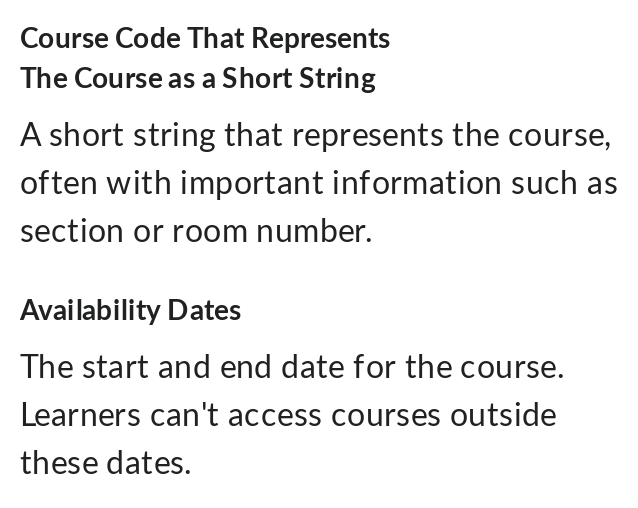 Course Code That Represents
The Course as a Short String
A short string that represents the course,
often with important information such as
section or room number.
Availability Dates
The start and end date for the course.
Learners can't access courses outside
these dates.